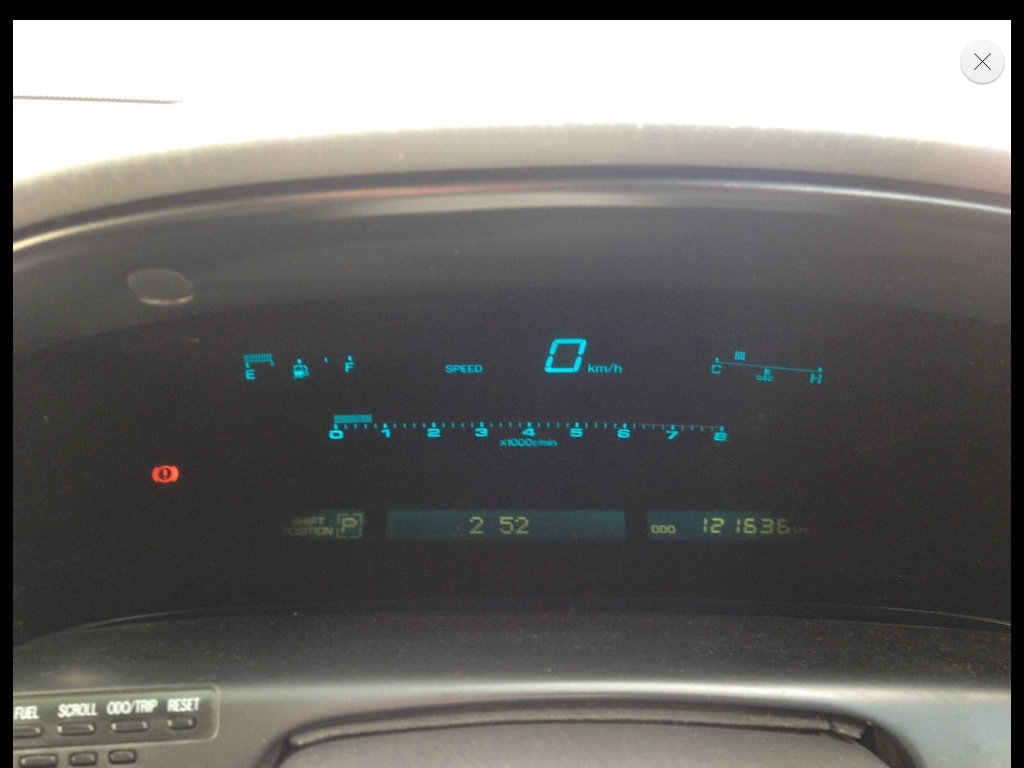 0
km/h
E
F
SPEED
C
H
0 1 2 3 4 5 6 7 8
x1000r/min
SHIFT
POSITION P
2 52
ODO 121636 km
FUEL SCROLL ODO/TRIP RESET